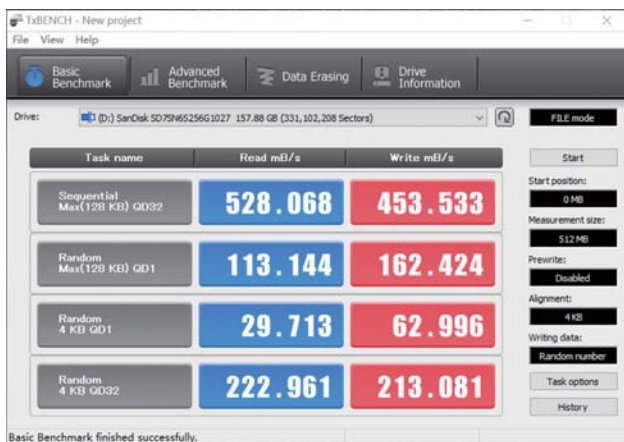 TxBENCH - New project
File View Help
Basic Benchmark
Advanced Benchmark
Data Erasing
Drive Information
Drive: (D:) SanDisk SD7SN6S256G1027 157.88 GB (331,102,208 Sectors) FILE mode
Task name Read mB/s Write mB/s
Start
Sequential
Max(128 KB) QD32
528.068 453.533
Start position:
0 MB
Measurement size:
512 MB
Random
Max(128 KB) QD1
113.144 162.424
Prewrite:
Disabled
Alignment:
4 KB
Random
4 KB QD1
29.713 62.996
Writing data:
Random number
Random
4 KB QD32
222.961 213.081
Task options
History
Basic Benchmark finished successfully.